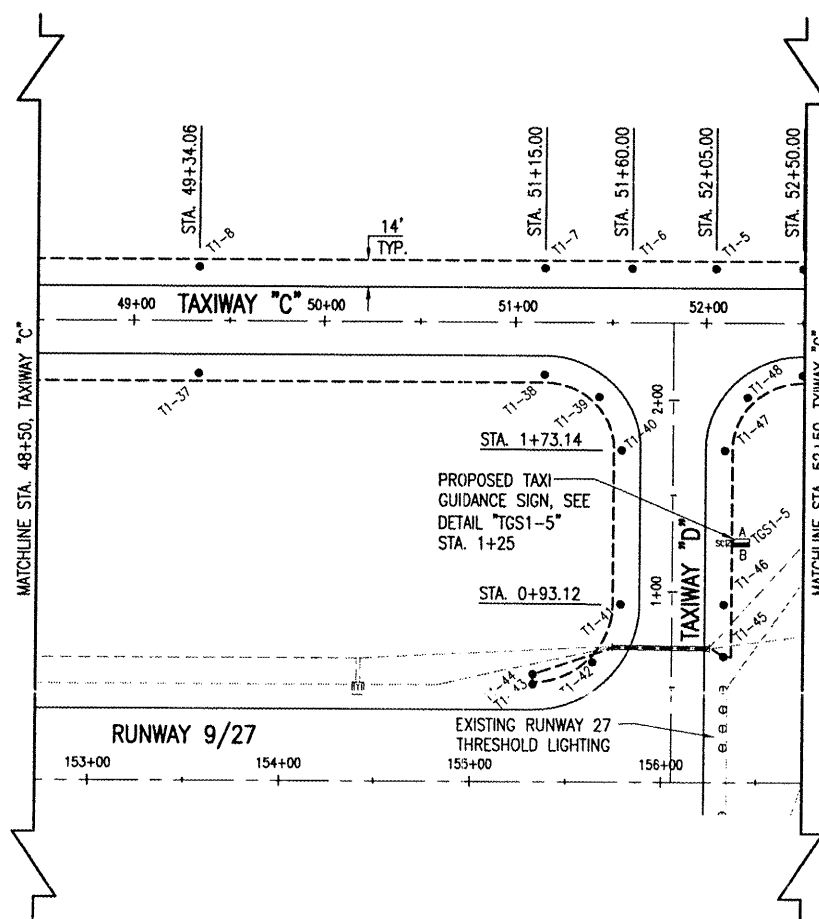 STA. 49+34.06
STA. 51+15.00
STA. 51+60.00
STA. 52+05.00
STA. 52+50.00
T1-8
T1-7
T1-6
T1-5
14'
TYP.
49+00
TAXIWAY "C"
50+00
51+00
52+00
MATCHLINE STA. 48+50, TAXIWAY "C"
T1-37
T1-38
T1-39
T1-40
2+00
T1-48
T1-47
STA. 1+73.14
PROPOSED TAXI
GUIDANCE SIGN, SEE
DETAIL "TGS1-5"
STA. 1+25
A
B
TGS1-5
MATCHLINE STA. 52+50, TXIWAY "C"
STA. 0+93.12
1+00
TAXIWAY "D"
T1-46
T1-45
T1-41
T1-42
RUNWAY 9/27
EXISTING RUNWAY 27
THRESHOLD LIGHTING
153+00
154+00
155+00
156+00